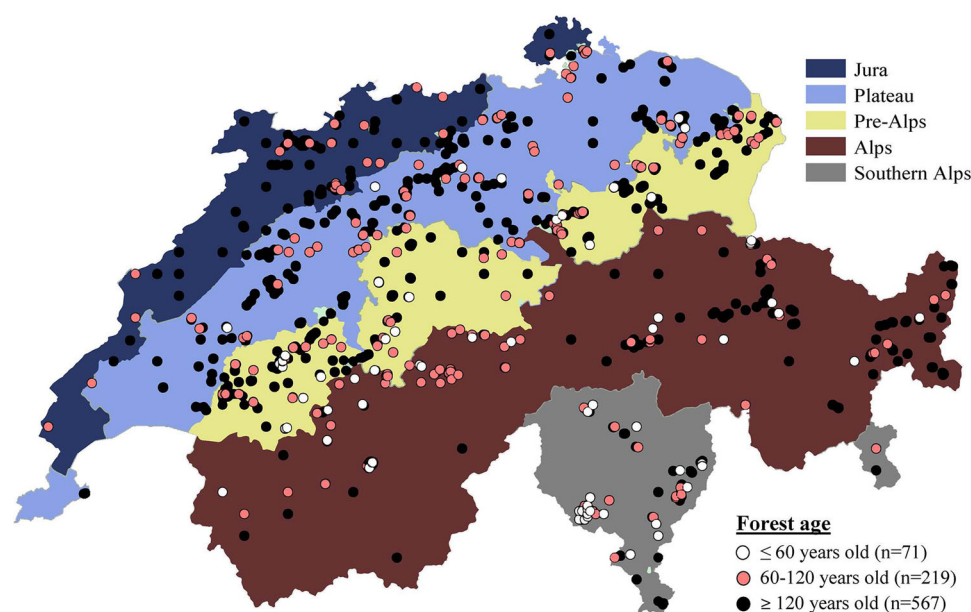 Jura
Plateau
Pre-Alps
Alps
Southern Alps
Forest age
≤ 60 years old (n=71)
60-120 years old (n=219)
≥ 120 years old (n=567)